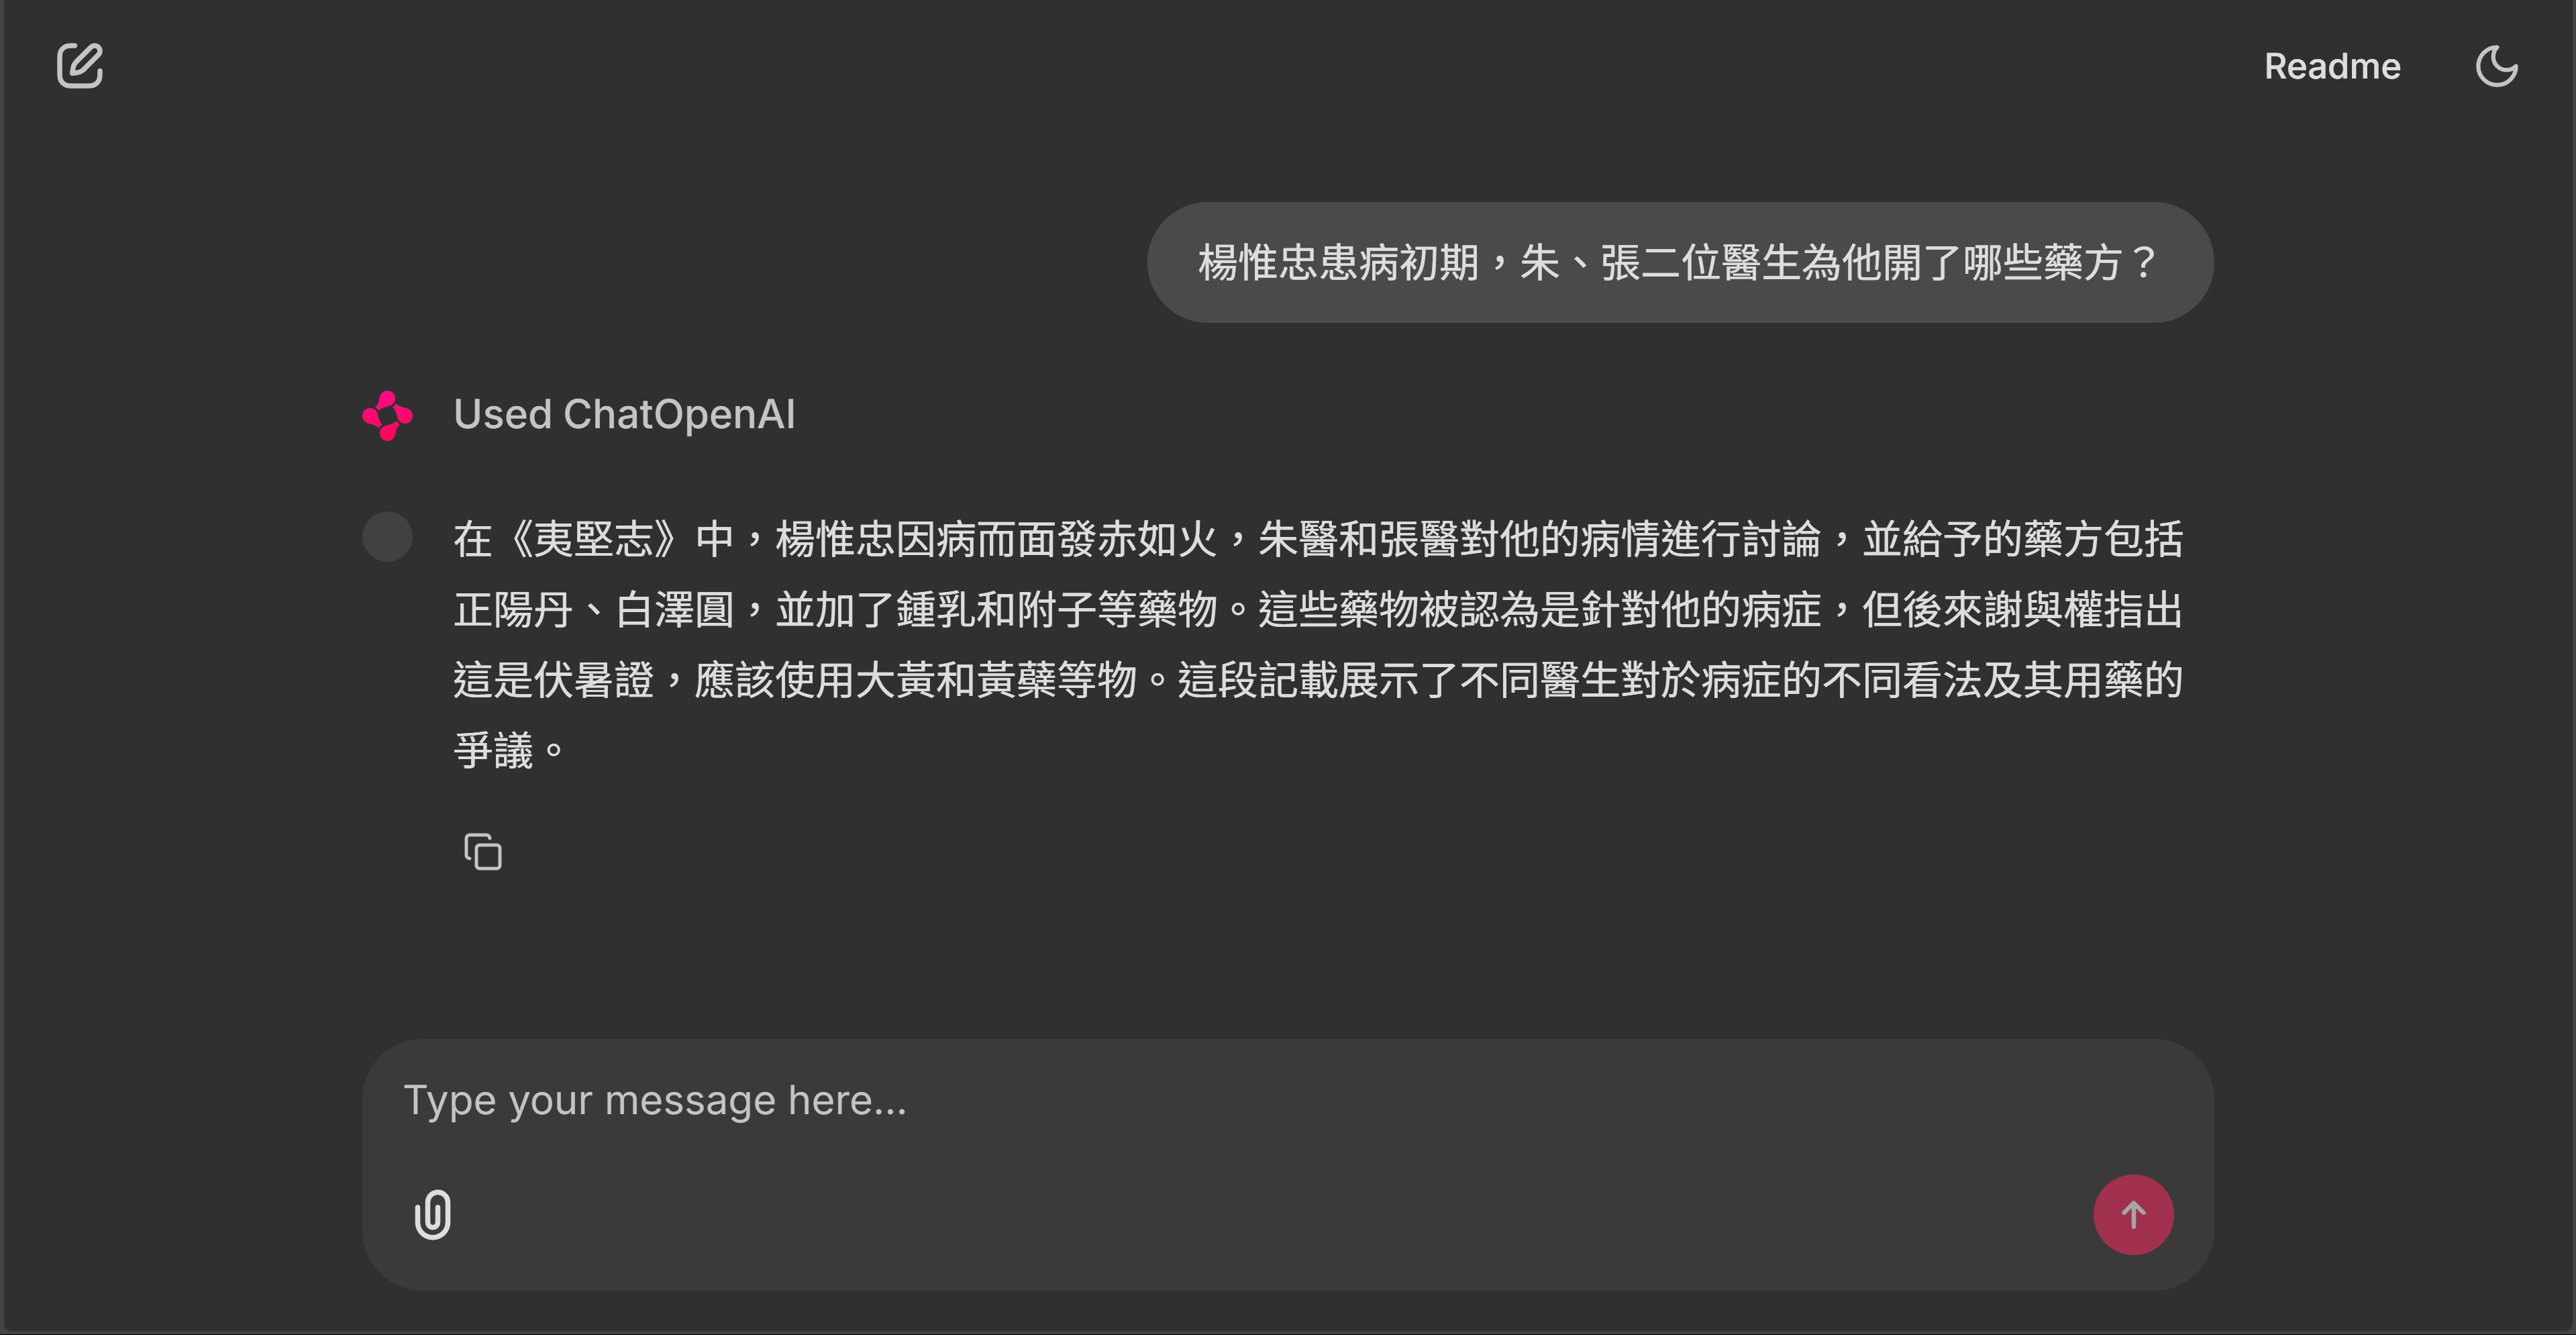 Readme
楊惟忠患病初期，朱、張二位醫生為他開了哪些藥方？
Used ChatOpenAI
在《夷堅志》中，楊惟忠因病而面發赤如火，朱醫和張醫對他的病情進行討論，並給予的藥方包括
正陽丹、白澤圓，並加了鍾乳和附子等藥物。這些藥物被認為是針對他的病症，但後來謝與權指出
這是伏暑證，應該使用大黃和黃蘗等物。這段記載展示了不同醫生對於病症的不同看法及其用藥的
爭議。
Type your message here...